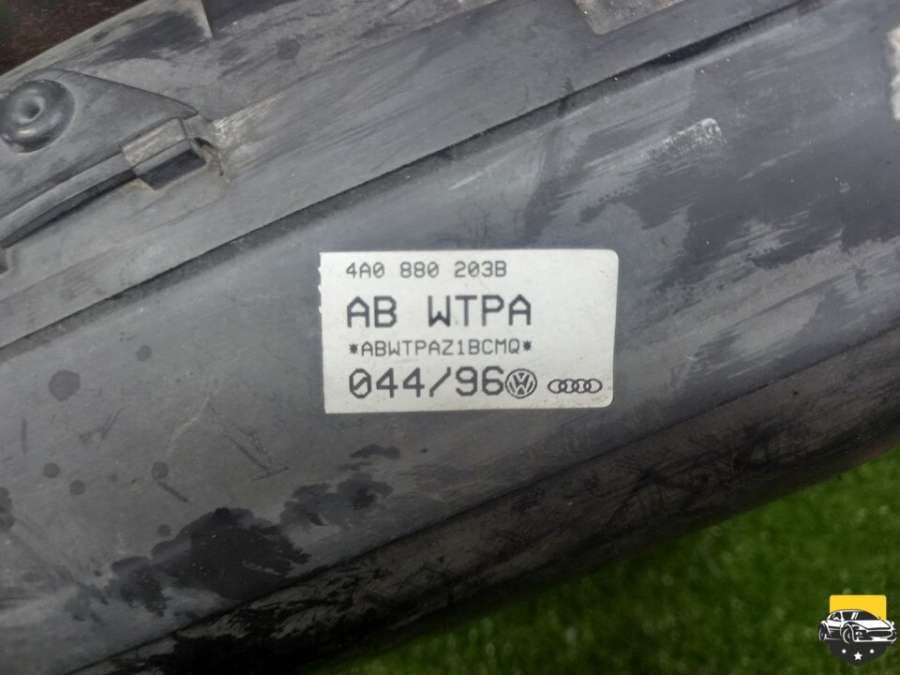 4A0 880 203B
AB WTPA
*ABWTPAZ1BCMQ*
044/96